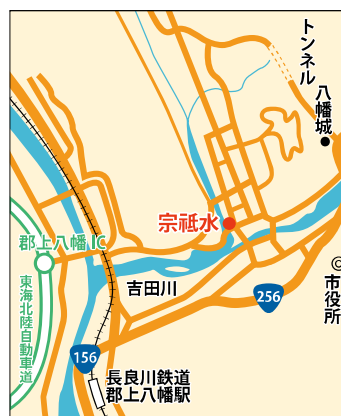 トンネル
八幡城
宗祇水
郡上八幡IC
東海北陸自動車道
吉田川
256
市役所
156
長良川鉄道
郡上八幡駅